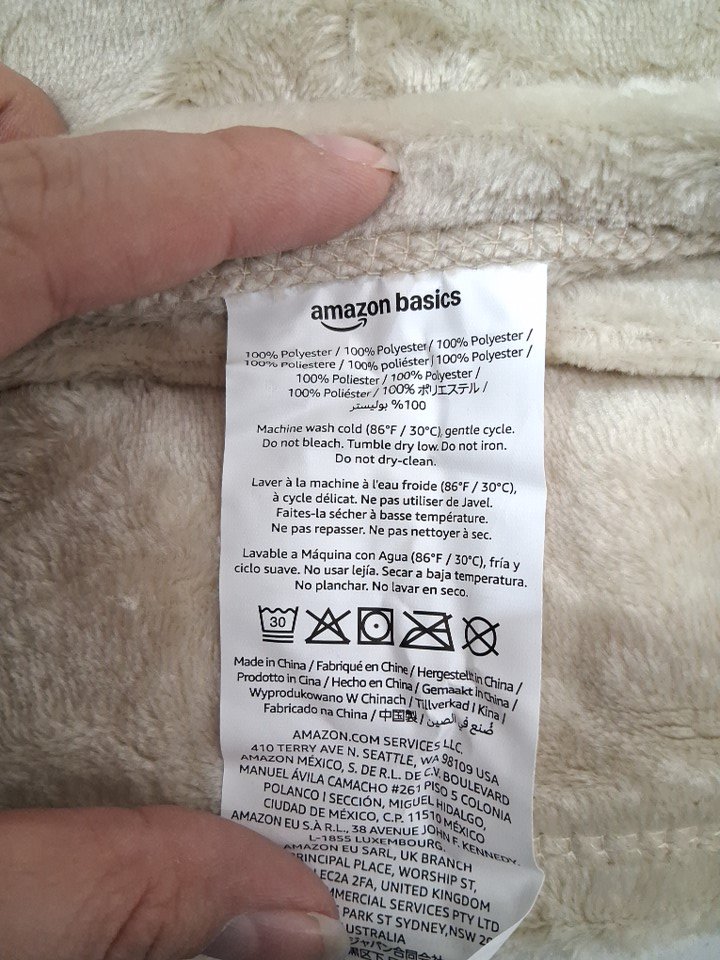 amazon basics
100% Polyester / 100% Polyester / 100% Polyester /
100% Poliestere / 100% poliéster / 100% Polyester /
100% Poliester / 100% Polyester /
100% Poliéster / 100% ポリエステル /
100% بوليستر
Machine wash cold (86°F / 30°C), gentle cycle.
Do not bleach. Tumble dry low. Do not iron.
Do not dry-clean.
Laver à la machine à l'eau froide (86°F / 30°C),
à cycle délicat. Ne pas utiliser de Javel.
Faites-la sécher à basse température.
Ne pas repasser. Ne pas nettoyer à sec.
Lavable a Máquina con Agua (86°F / 30°C), fría y
ciclo suave. No usar lejía. Secar a baja temperatura.
No planchar. No lavar en seco.
30
Made in China / Fabriqué en Chine / Hergestellt in China /
Prodotto in Cina / Hecho en China / Gemaakt in China /
Wyprodukowano W Chinach / Tillverkad I Kina /
Fabricado na China / 中国製 / صُنع في الصين
AMAZON.COM SERVICES LLC.
410 TERRY AVE N. SEATTLE, WA 98109 USA
AMAZON MÉXICO, S. DE R.L. DE C.V. BOULEVARD
MANUEL ÁVILA CAMACHO #261 PISO 5 COLONIA
POLANCO I SECCIÓN, MIGUEL HIDALGO,
CIUDAD DE MÉXICO, C.P. 11510 MÉXICO
AMAZON EU S.À R.L., 38 AVENUE JOHN F. KENNEDY,
L-1855 LUXEMBOURG.
AMAZON EU SARL, UK BRANCH
PRINCIPAL PLACE, WORSHIP ST,
EC2A 2FA, UNITED KINGDOM
SERVICES PTY LTD
PARK ST SYDNEY, NSW
AUSTRALIA
ジャパン合同会社